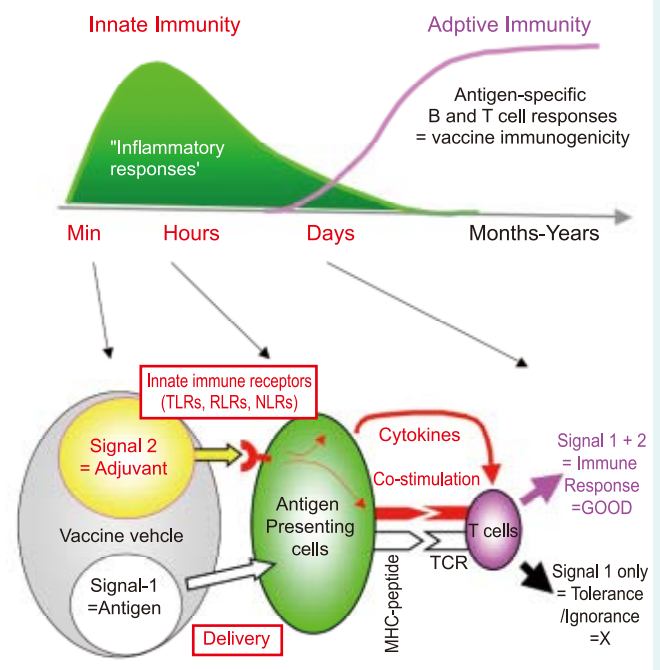 Innate Immunity
Adptive Immunity
Antigen-specific
B and T cell responses
= vaccine immunogenicity
"Inflammatory
responses'
Min
Hours
Days
Months-Years
Innate immune receptors
(TLRs, RLRs, NLRs)
Signal 2
= Adjuvant
Cytokines
Co-stimulation
Signal 1 + 2
= Immune
Response
=GOOD
Antigen
Presenting
cells
T cells
Vaccine vehcle
TCR
MHC-peptide
Signal-1
=Antigen
Signal 1 only
= Tolerance
/Ignorance
=X
Delivery